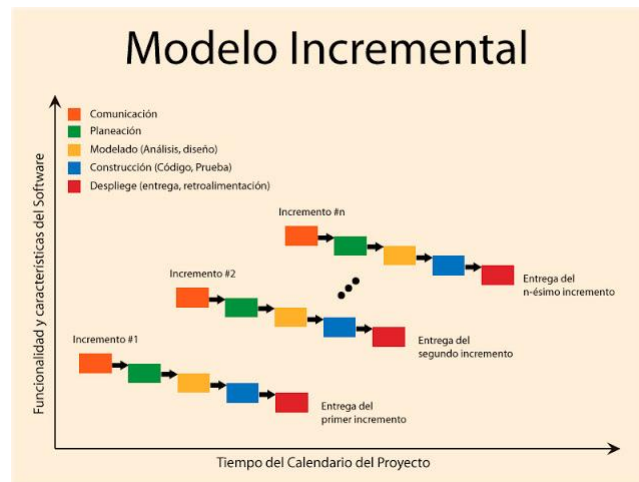 Modelo Incremental
Funcionalidad y características del Software
Comunicación
Planeación
Modelado (Análisis, diseño)
Construcción (Código, Prueba)
Despliege (entrega, retroalimentación)
Incremento #n
Entrega del
n-ésimo incremento
Incremento #2
Entrega del
segundo incremento
Incremento #1
Entrega del
primer incremento
Tiempo del Calendario del Proyecto